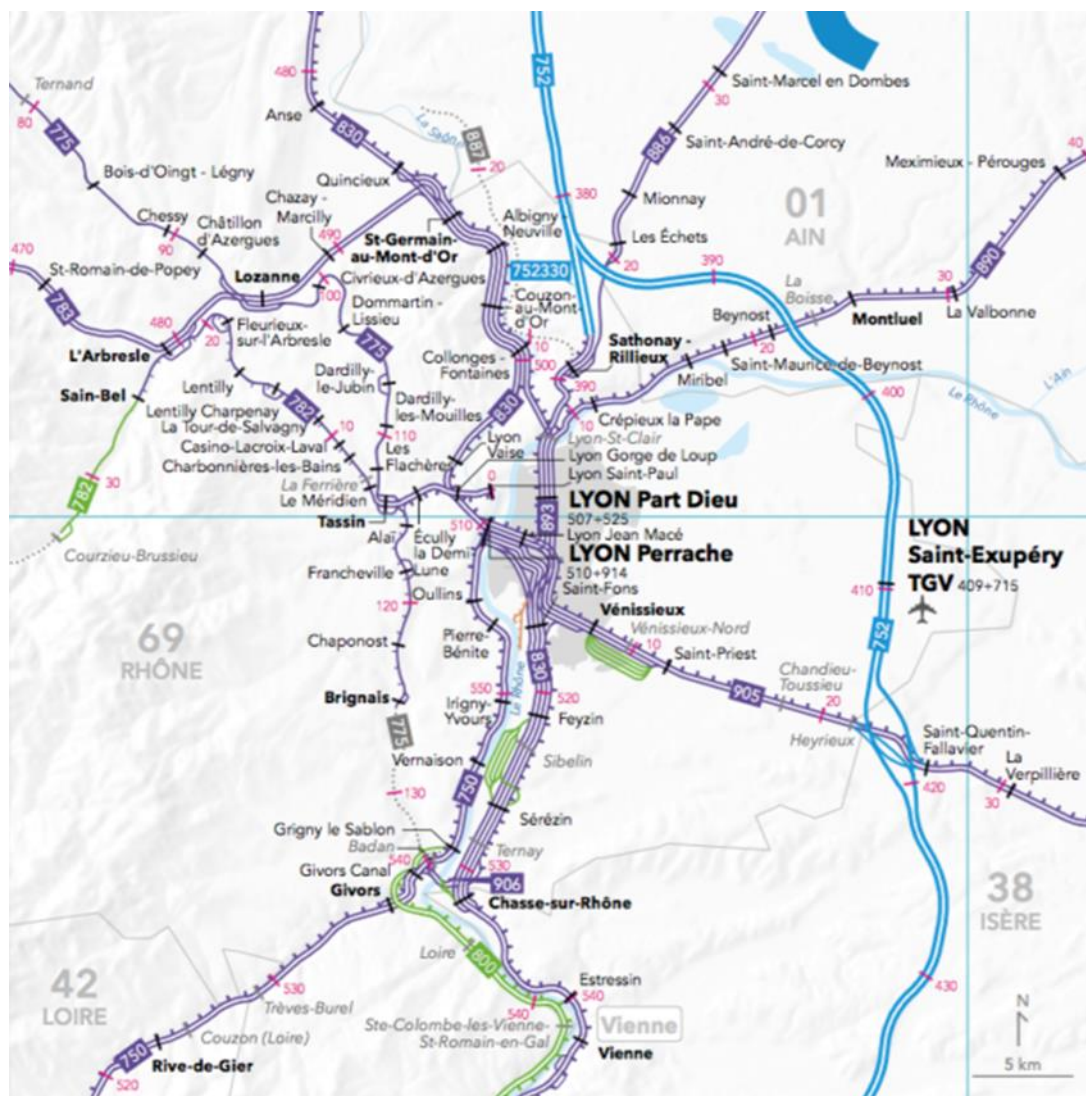 752
480
Ternand
80
775
Anse
830
La Saône
887
20
Saint-Marcel en Dombes
30
886
Saint-André-de-Corcy
Meximieux - Pérouges
40
Bois-d'Oingt - Légny
Quincieux
380
Mionnay
01
AIN
Chessy
90
Châtillon
d'Azergues
Chazay -
Marcilly
490
St-Germain-
au-Mont-d'Or
Albigny
Neuville
Les Échets
20
470
St-Romain-de-Popey
783
Lozanne
100
Civrieux-d'Azergues
752330
390
La
Boisse
30
890
La Valbonne
Dommartin -
Lissieu
Couzon-
au-Mont-
d'Or
Beynost
Montluel
480
20
Fleurieux-
sur-l'Arbresle
775
10
500
Sathonay -
Rillieux
20
Saint-Maurice-de-Beynost
L'Arbresle
Collonges -
Fontaines
390
Miribel
400
L'Ain
Le Rhône
Sain-Bel
Lentilly
Dardilly-
le-Jubin
782
830
10
Crépieux la Pape
Lentilly Charpenay
La Tour-de-Salvagny
10
Dardilly-
les-Mouilles
110
Casino-Lacroix-Laval
Charbonnières-les-Bains
Les
Flachères
Lyon
Vaise
Lyon-St-Clair
Lyon Gorge de Loup
Lyon Saint-Paul
0
782
30
La Ferrière
Le Méridien
Tassin
893
LYON Part Dieu
507+525
510
Lyon Jean Macé
LYON Perrache
510+914
LYON
Saint-Exupéry
TGV 409+715
410
Courzieu-Brussieu
Alaï
Écully
la Demi
Lune
Francheville
Oullins
120
Saint-Fons
Vénissieux
Vénissieux-Nord
10
Saint-Priest
752
69
RHÔNE
Chaponost
Pierre-
Bénite
Le Rhône
830
905
Chandieu-
Toussieu
20
Brignais
550
Irigny-
Yvours
520
Feyzin
Heyrieux
Saint-Quentin-
Fallavier
La
Verpillière
30
420
775
Vernaison
Sibelin
130
750
Sérézin
Grigny le Sablon
Badan
540
Ternay
530
Givors Canal
Givors
906
Chasse-sur-Rhône
38
ISÈRE
Loire
800
42
LOIRE
530
Trèves-Burel
Estressin
540
540
430
Couzon (Loire)
Ste-Colombe-les-Vienne-
St-Romain-en-Gal
Vienne
Vienne
N
750
Rive-de-Gier
520
5 km